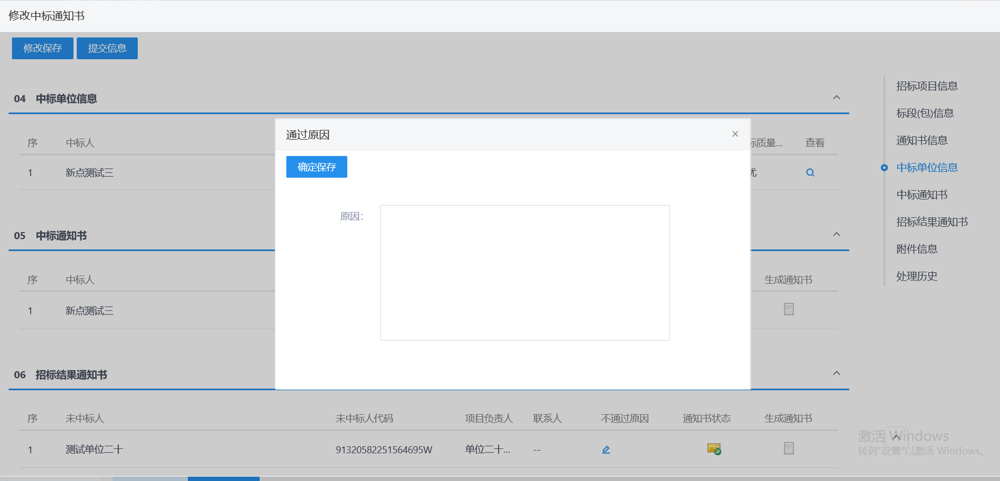 修改中标通知书
修改保存 提交信息
招标项目信息
标段(包)信息
通知书信息
中标单位信息
中标通知书
招标结果通知书
附件信息
处理历史
04 中标单位信息
序 中标人 标质量... 查看
1 新点测试三 优
通过原因
确定保存
原因：
05 中标通知书
序 中标人 生成通知书
1 新点测试三
06 招标结果通知书
序 未中标人 未中标人代码 项目负责人 联系人 不通过原因 通知书状态 生成通知书
1 测试单位二十 91320582251564695W 单位二十... --
激活 Windows
转到"设置"以激活 Windows。